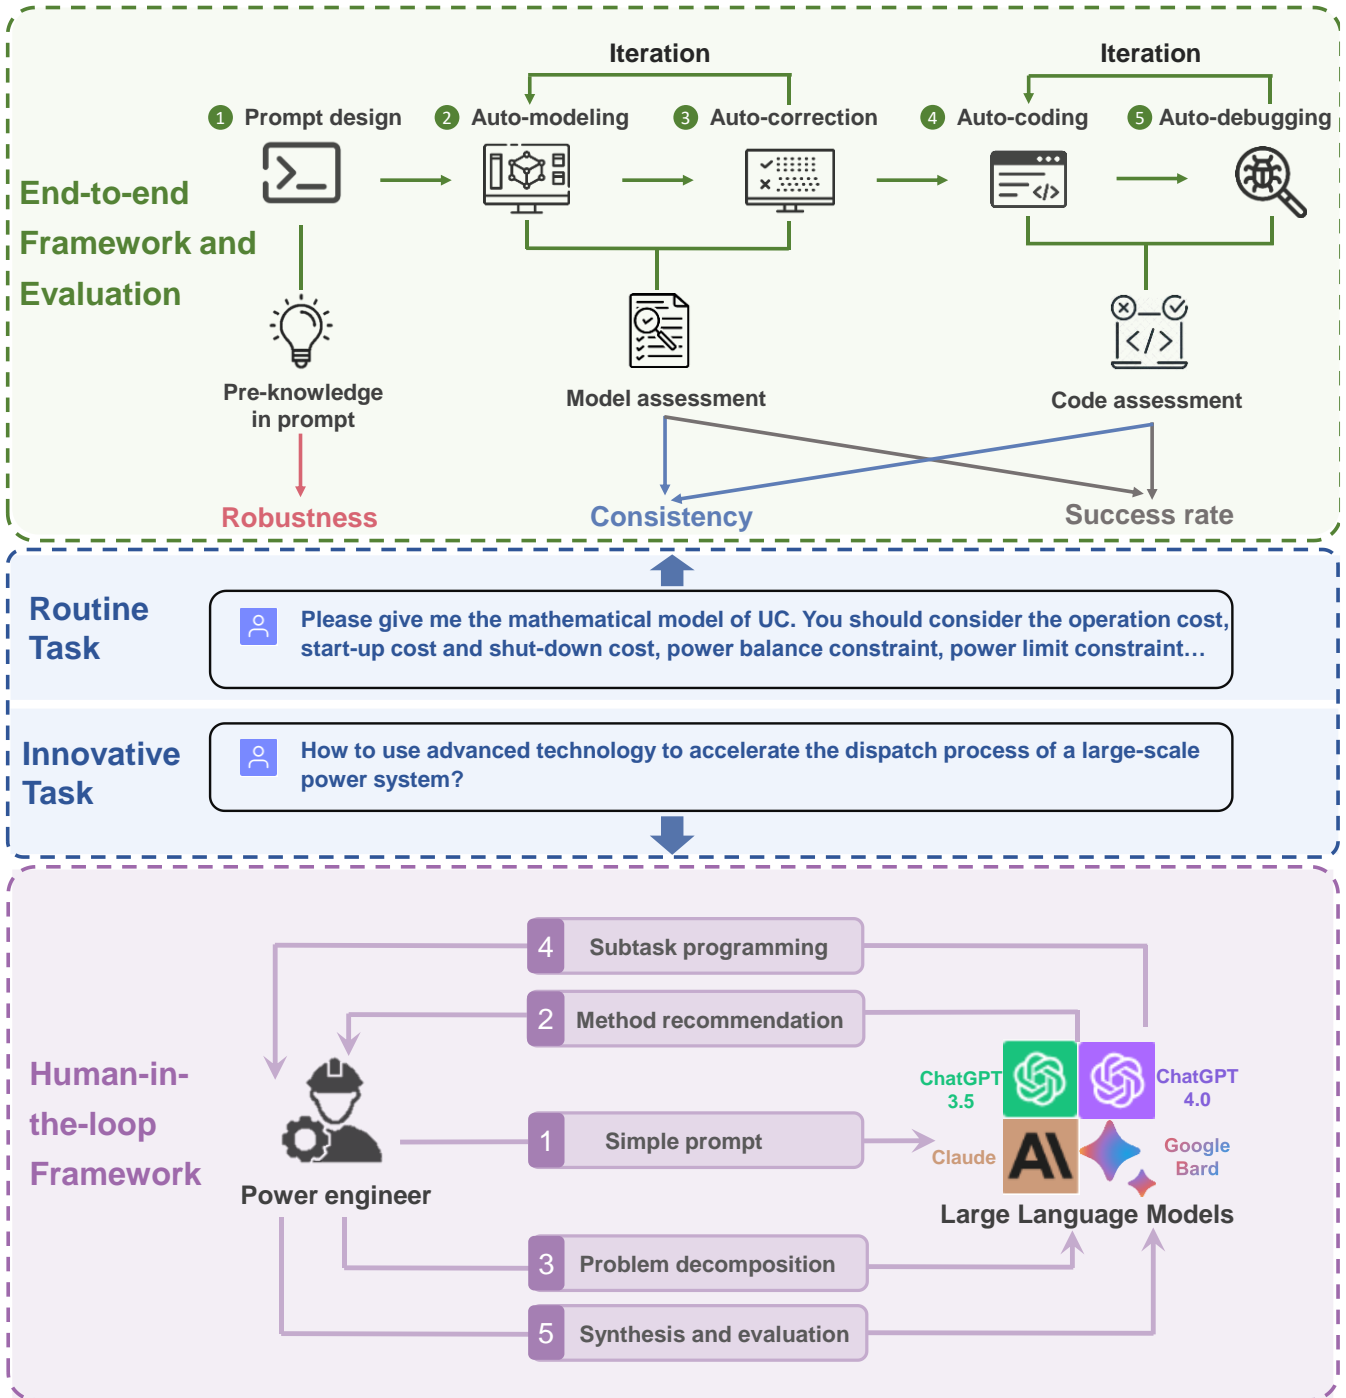 Iteration
Iteration
1 Prompt design
2 Auto-modeling
3 Auto-correction
4 Auto-coding
5 Auto-debugging
End-to-end
Framework and
Evaluation
</>
</>
Pre-knowledge
in prompt
Model assessment
Code assessment
Robustness
Consistency
Success rate
Routine
Task
Please give me the mathematical model of UC. You should consider the operation cost,
start-up cost and shut-down cost, power balance constraint, power limit constraint…
Innovative
Task
How to use advanced technology to accelerate the dispatch process of a large-scale
power system?
4 Subtask programming
2 Method recommendation
Human-in-
the-loop
Framework
ChatGPT
3.5
ChatGPT
4.0
1 Simple prompt
Claude
AI
Google
Bard
Power engineer
Large Language Models
3 Problem decomposition
5 Synthesis and evaluation